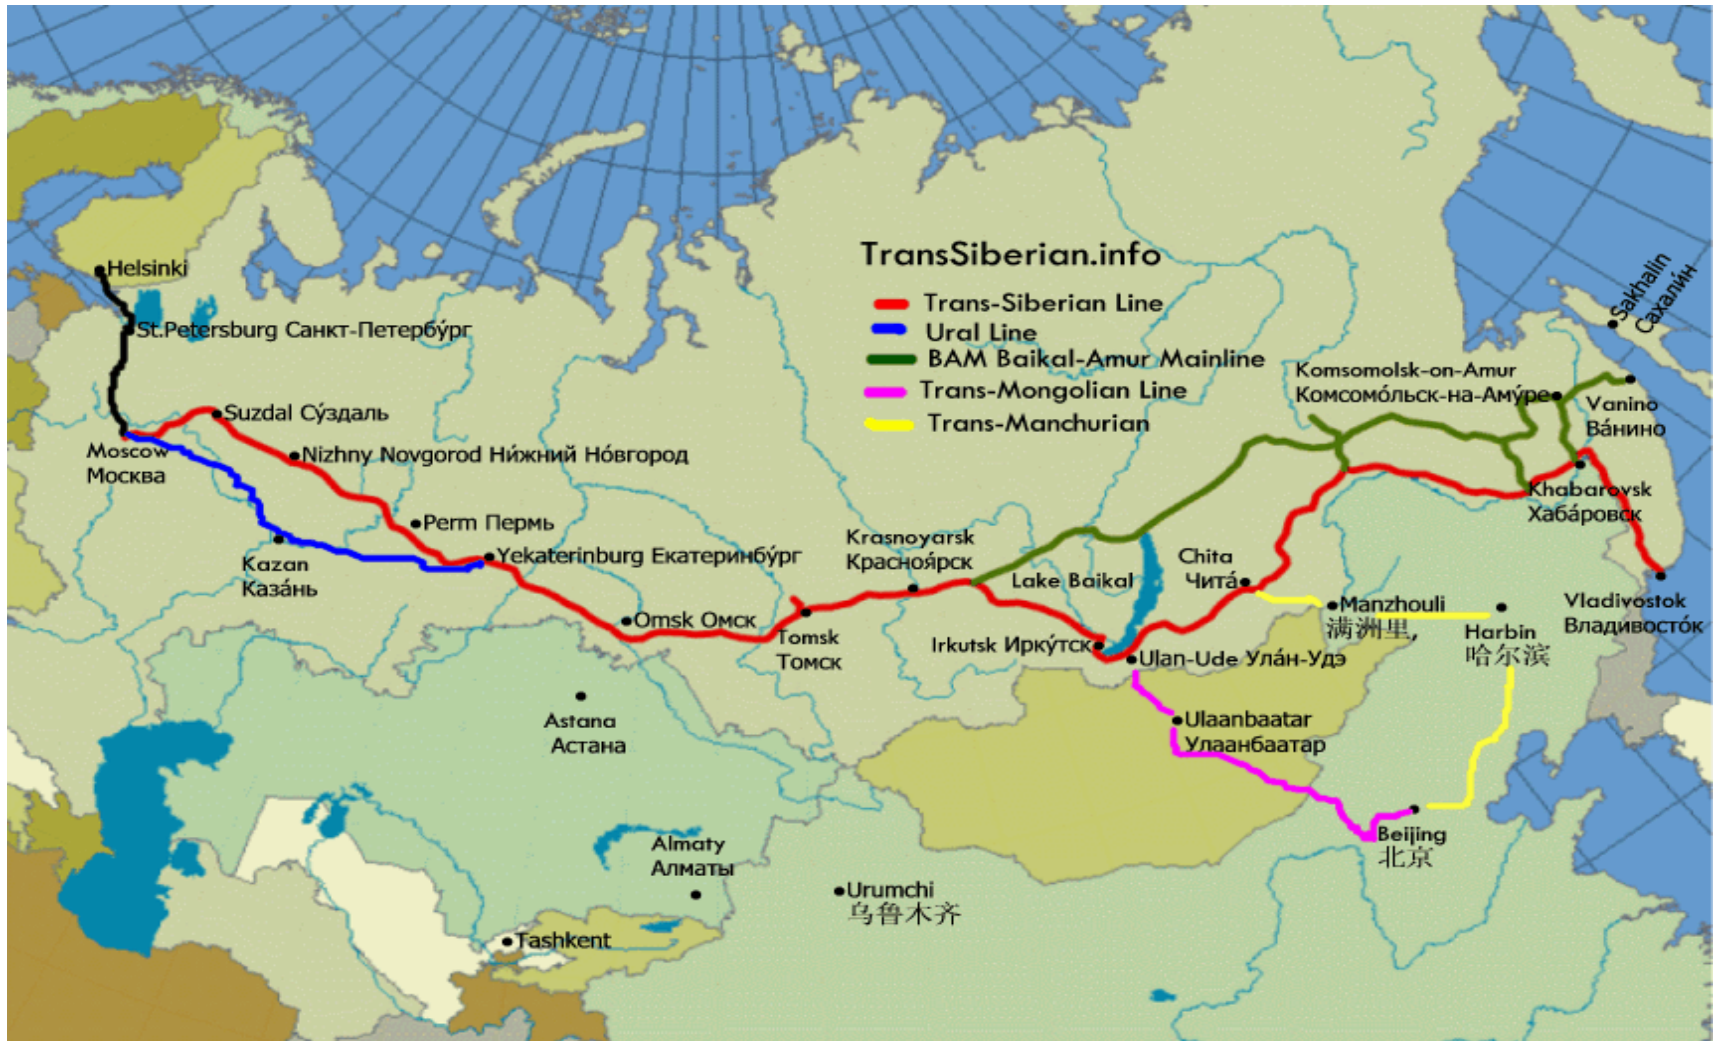 TransSiberian.info
Trans-Siberian Line
Ural Line
BAM Baikal-Amur Mainline
Trans-Mongolian Line
Trans-Manchurian
Helsinki
St.Petersburg Санкт-Петербу́рг
Suzdal Су́здаль
Moscow
Москва
Nizhny Novgorod Ни́жний Но́вгород
Perm Пермь
Kazan
Каза́нь
Yekaterinburg Екатеринбу́рг
Omsk Омск
Tomsk
Томск
Krasnoyarsk
Красноя́рск
Lake Baikal
Irkutsk Ирку́тск
Ulan-Ude Ула́н-Удэ
Chita
Чита́
Komsomolsk-on-Amur
Комсомо́льск-на-Аму́ре
Sakhalin
Сахали́н
Vanino
Ва́нино
Khabarovsk
Хаба́ровск
Vladivostok
Владивосто́к
Manzhouli
满洲里,
Harbin
哈尔滨
Ulaanbaatar
Улаанбаатар
Beijing
北京
Astana
Астана
Almaty
Алматы
Urumchi
乌鲁木齐
Tashkent